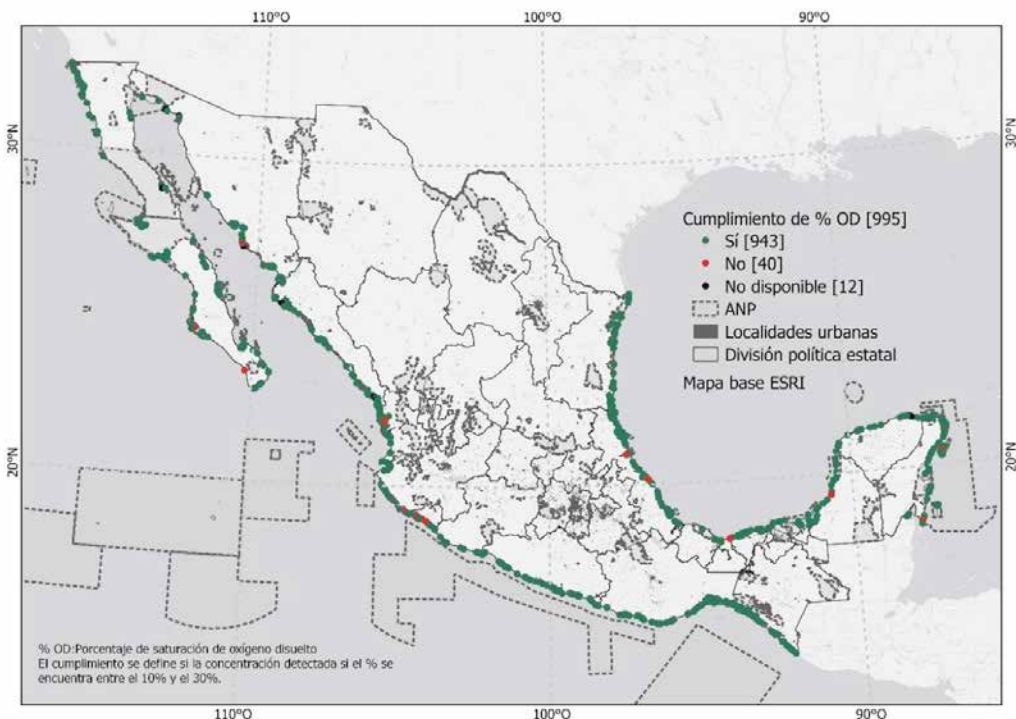 110°O
100°O
90°O
30°N
20°N
30°N
20°N
Cumplimiento de % OD [995]
Sí [943]
No [40]
No disponible [12]
ANP
Localidades urbanas
División política estatal
Mapa base ESRI
% OD:Porcentaje de saturación de oxígeno disuelto
El cumplimiento se define si la concentración detectada si el % se
encuentra entre el 10% y el 30%.
110°O
100°O
90°O